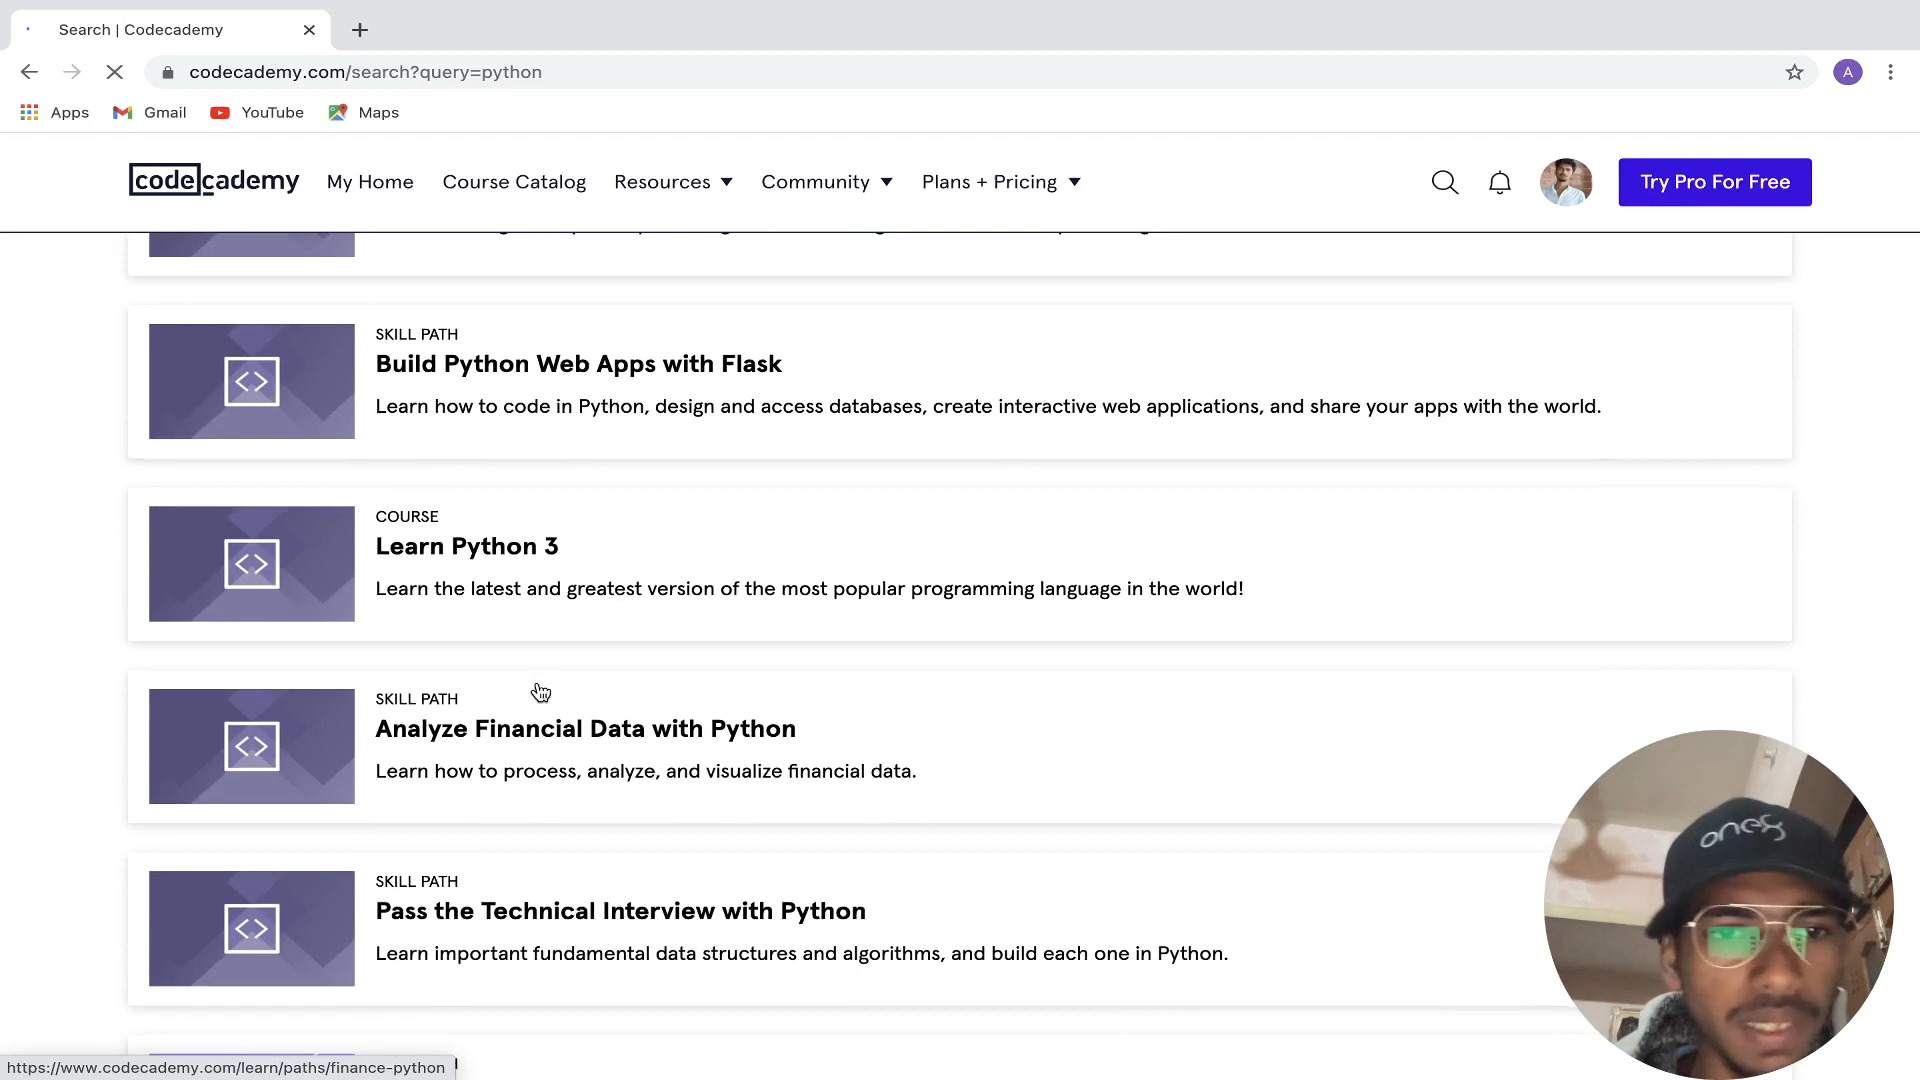 Search | Codecademy
codecademy.com/search?query=python
A
Apps
Gmail
YouTube
Maps
codecademy
My Home
Course Catalog
Resources
Community
Plans + Pricing
Try Pro For Free
SKILL PATH
Build Python Web Apps with Flask
Learn how to code in Python, design and access databases, create interactive web applications, and share your apps with the world.
COURSE
Learn Python 3
Learn the latest and greatest version of the most popular programming language in the world!
SKILL PATH
Analyze Financial Data with Python
Learn how to process, analyze, and visualize financial data.
SKILL PATH
Pass the Technical Interview with Python
Learn important fundamental data structures and algorithms, and build each one in Python.
https://www.codecademy.com/learn/paths/finance-python